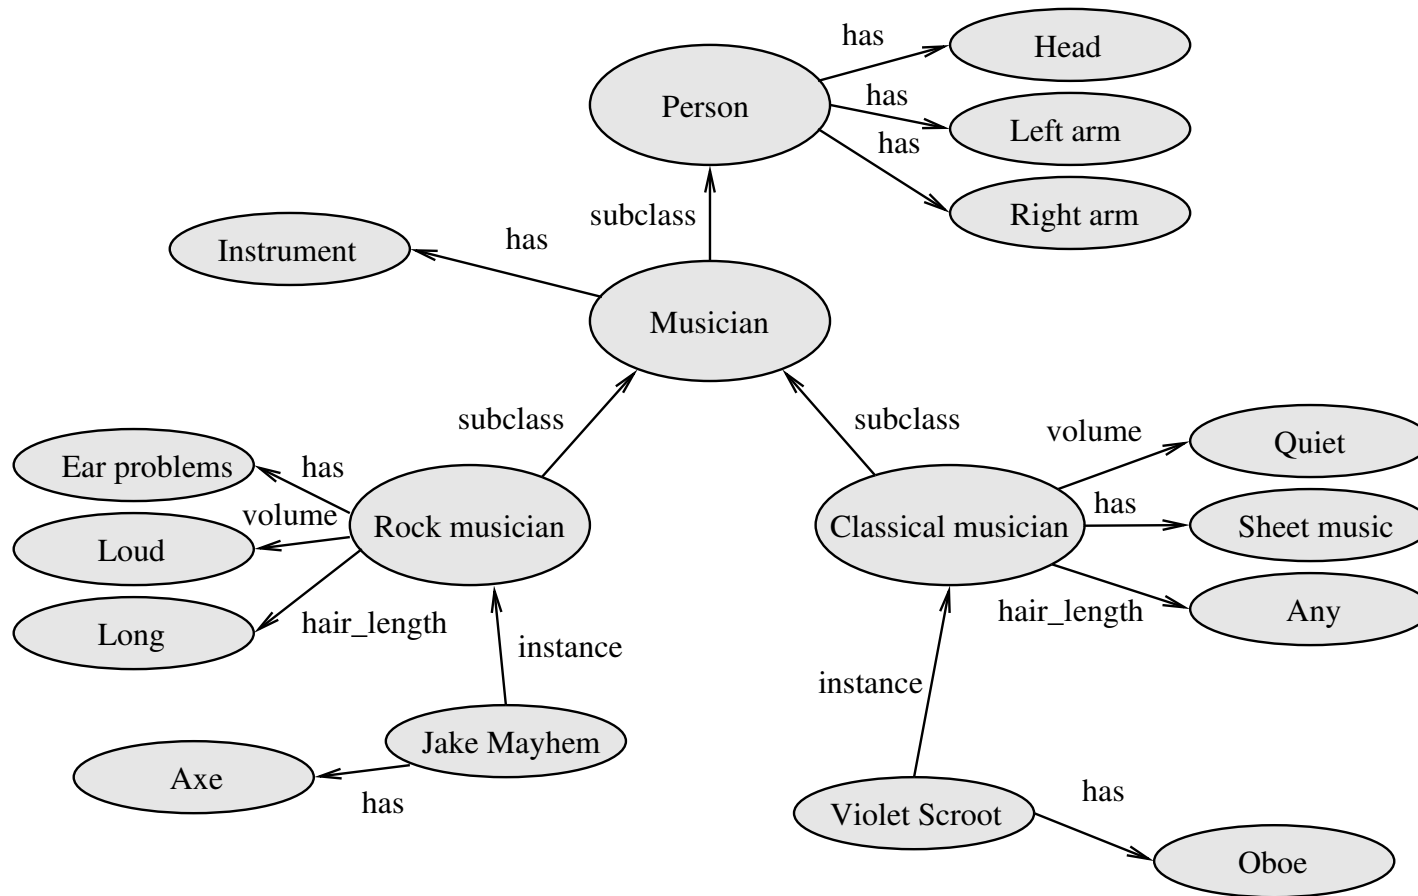 has
Head
Person
has
Left arm
has
Right arm
subclass
Instrument
has
Musician
subclass
subclass
Ear problems
has
volume
Loud
Rock musician
Long
hair_length
volume
Quiet
Classical musician
has
Sheet music
hair_length
Any
instance
instance
Jake Mayhem
Axe
has
Violet Scroot
has
Oboe